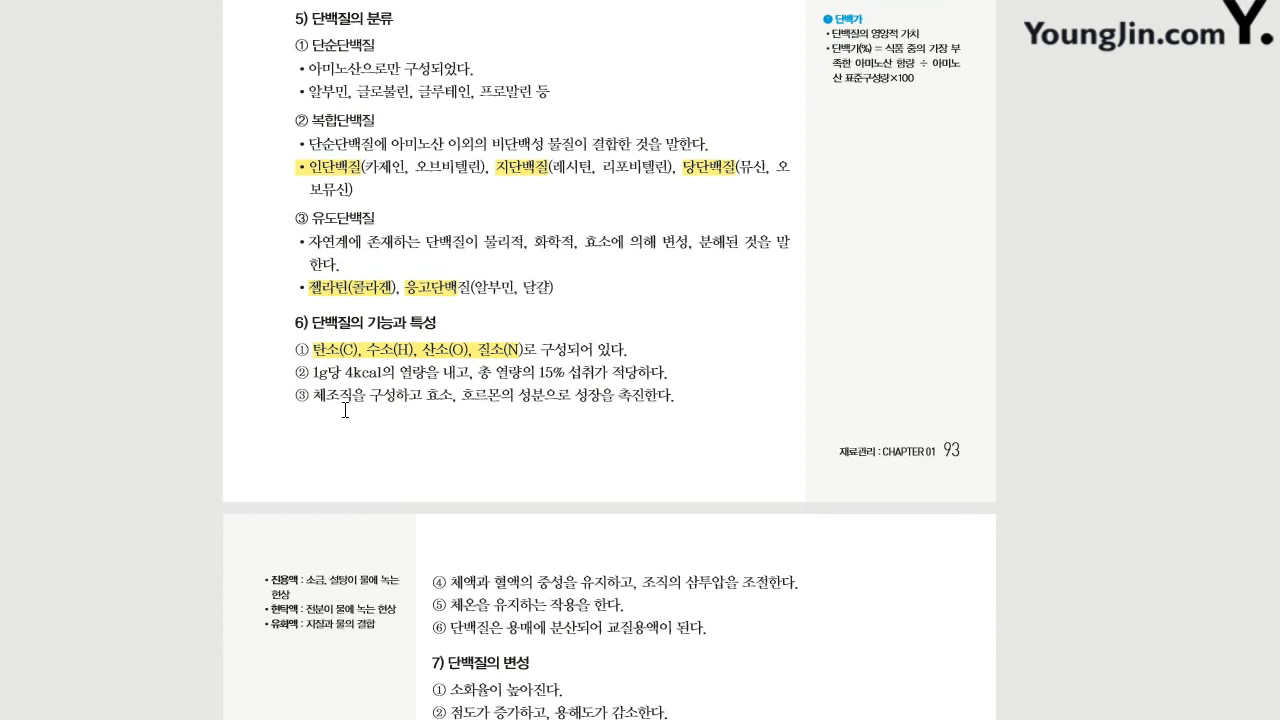 5) 단백질의 분류
① 단순단백질
• 아미노산으로만 구성되었다.
• 알부민, 글로불린, 글루테인, 프로말린 등
② 복합단백질
• 단순단백질에 아미노산 이외의 비단백성 물질이 결합한 것을 말한다.
• 인단백질(카제인, 오브비텔린), 지단백질(레시틴, 리포비텔린), 당단백질(뮤신, 오
보뮤신)
③ 유도단백질
• 자연계에 존재하는 단백질이 물리적, 화학적, 효소에 의해 변성, 분해된 것을 말
한다.
• 젤라틴(콜라겐), 응고단백질(알부민, 달걀)
6) 단백질의 기능과 특성
① 탄소(C), 수소(H), 산소(O), 질소(N)로 구성되어 있다.
② 1g당 4kcal의 열량을 내고, 총 열량의 15% 섭취가 적당하다.
③ 체조직을 구성하고 효소, 호르몬의 성분으로 성장을 촉진한다.
단백가
• 단백질의 영양적 가치
• 단백가(%) = 식품 중의 가장 부
족한 아미노산 함량 ÷ 아미노
산 표준구성량×100
YoungJin.com Y.
재료관리 : CHAPTER 01 93
• 진용액 : 소금, 설탕이 물에 녹는
현상
• 현탁액 : 전분이 물에 녹는 현상
• 유화액 : 지질과 물의 결합
④ 체액과 혈액의 중성을 유지하고, 조직의 삼투압을 조절한다.
⑤ 체온을 유지하는 작용을 한다.
⑥ 단백질은 용매에 분산되어 교질용액이 된다.
7) 단백질의 변성
① 소화율이 높아진다.
② 점도가 증가하고, 용해도가 감소한다.